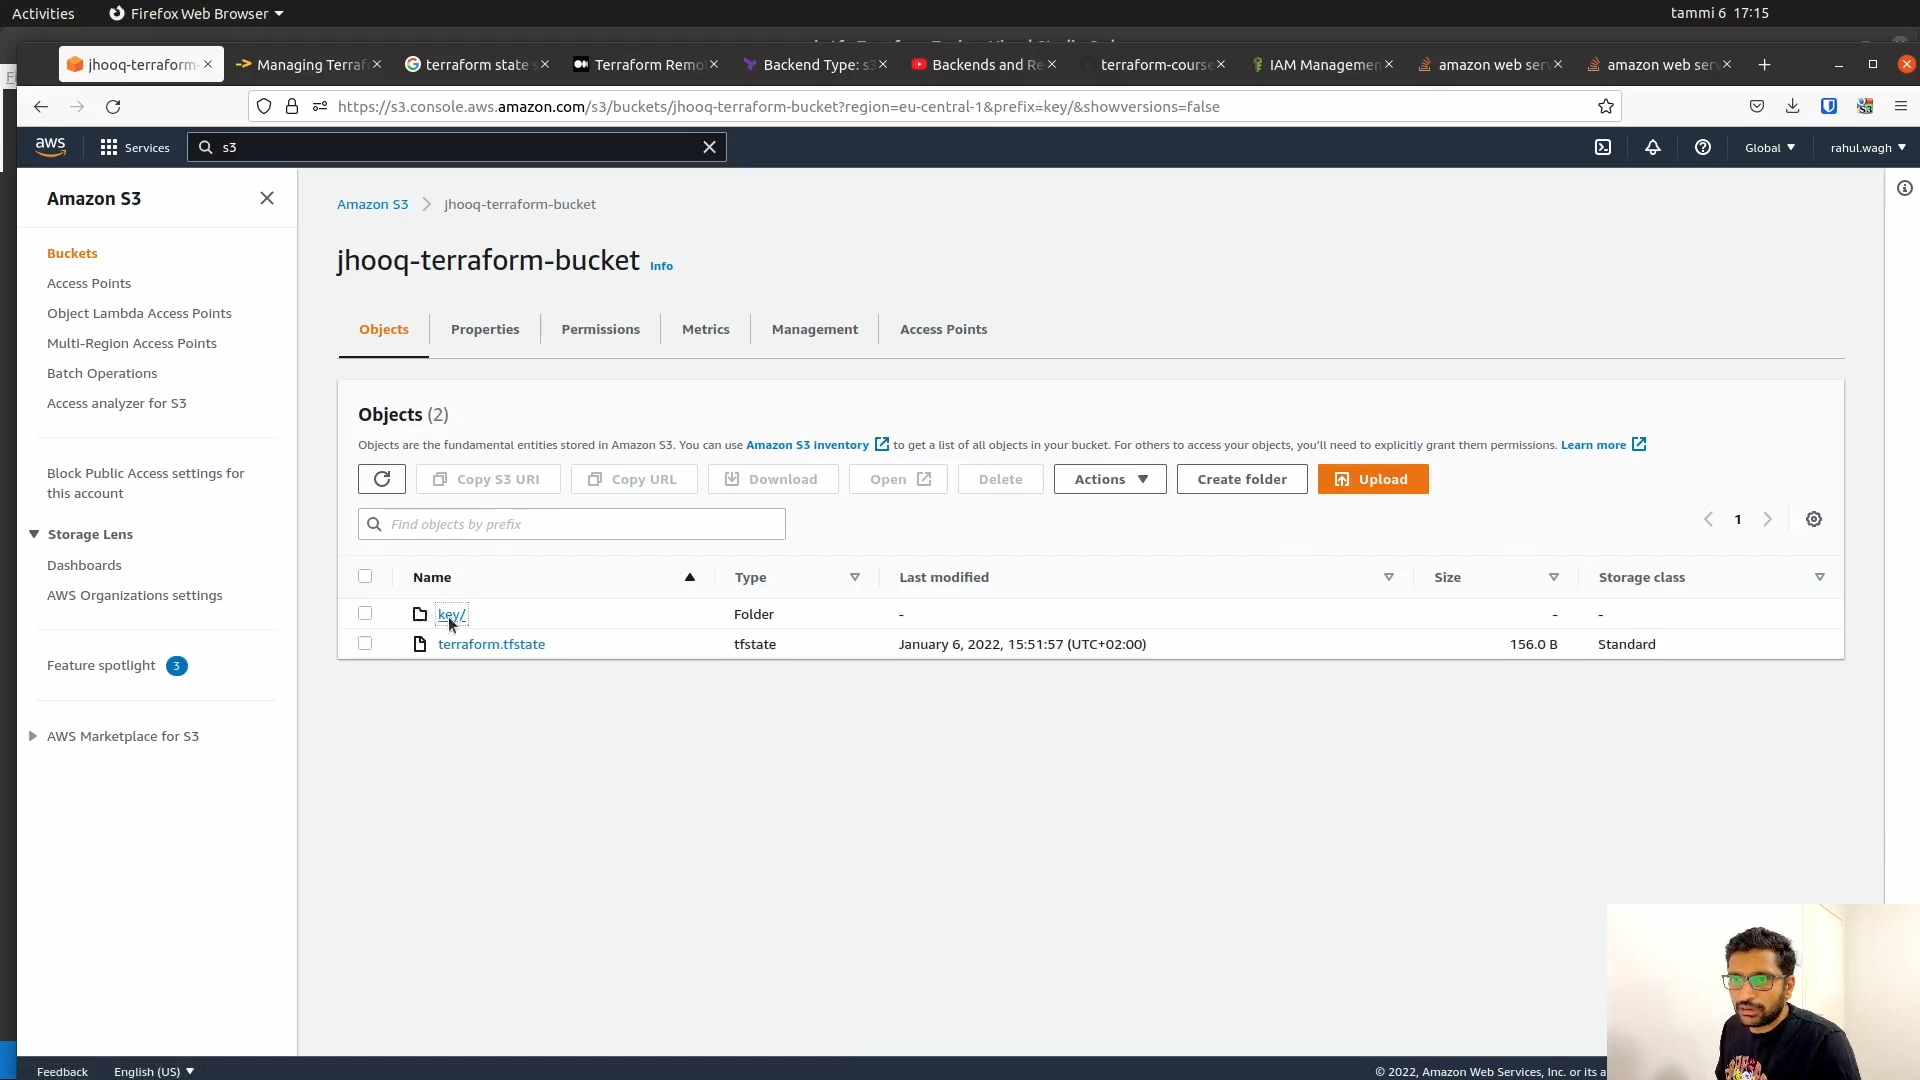 Activities Firefox Web Browser tammi 6 17:15
jhooq-terraform- Managing Terraf terraform state s Terraform Remo Backend Type: s3 Backends and Re terraform-course IAM Managemen amazon web serv amazon web serv
https://s3.console.aws.amazon.com/s3/buckets/jhooq-terraform-bucket?region=eu-central-1&prefix=key/&showversions=false
aws Services s3 Global rahul.wagh
Amazon S3
Buckets
Access Points
Object Lambda Access Points
Multi-Region Access Points
Batch Operations
Access analyzer for S3
Block Public Access settings for
this account
Storage Lens
Dashboards
AWS Organizations settings
Feature spotlight 3
AWS Marketplace for S3
Amazon S3 jhooq-terraform-bucket
jhooq-terraform-bucket Info
Objects Properties Permissions Metrics Management Access Points
Objects (2)
Objects are the fundamental entities stored in Amazon S3. You can use Amazon S3 inventory to get a list of all objects in your bucket. For others to access your objects, you'll need to explicitly grant them permissions. Learn more
Copy S3 URI Copy URL Download Open Delete Actions Create folder Upload
Find objects by prefix 1
Name Type Last modified Size Storage class
key/ Folder - - -
terraform.tfstate tfstate January 6, 2022, 15:51:57 (UTC+02:00) 156.0 B Standard
Feedback English (US) © 2022, Amazon Web Services, Inc. or its a